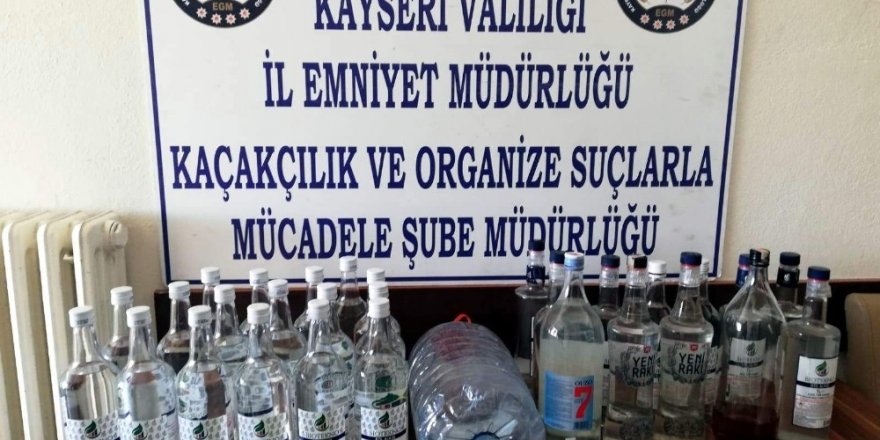 EGM
EGM
KAYSERİ VALİLİĞİ
İL EMNİYET MÜDÜRLÜĞÜ
KAÇAKÇILIK VE ORGANİZE SUÇLARLA
MÜCADELE ŞUBE MÜDÜRLÜĞÜ
OUZO
7
YENİ
RAKI
YENİ
RAKI